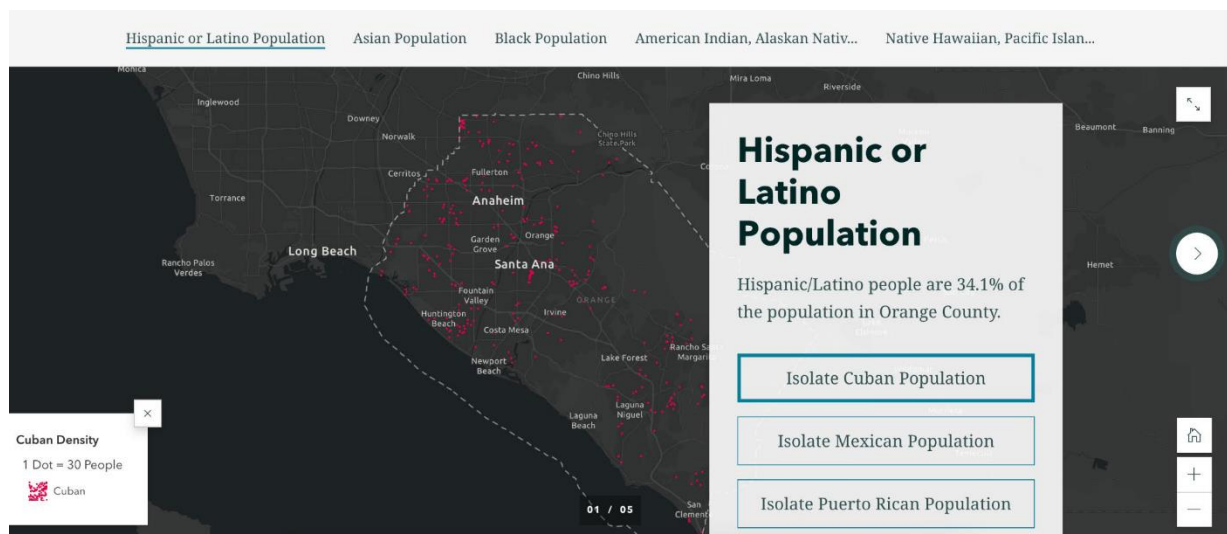 Hispanic or Latino Population
Asian Population
Black Population
American Indian, Alaskan Nativ...
Native Hawaiian, Pacific Islan...
Monica
Chino Hills
Mira Loma
Riverside
Inglewood
Downey
Norwalk
Chino Hills
State Park
Beaumont
Banning
Cerritos
Fullerton
Torrance
Anaheim
Garden
Grove
Orange
Long Beach
Santa Ana
Rancho Palos
Verdes
Hemet
Fountain
Valley
ORANGE
Huntington
Beach
Irvine
Costa Mesa
Newport
Beach
Lake Forest
Rancho Sa
Margari
Laguna
Niguel
Laguna
Beach
San
Clement
Hispanic or
Latino
Population
Hispanic/Latino people are 34.1% of
the population in Orange County.
Isolate Cuban Population
Isolate Mexican Population
Isolate Puerto Rican Population
Cuban Density
1 Dot = 30 People
Cuban
01 / 05